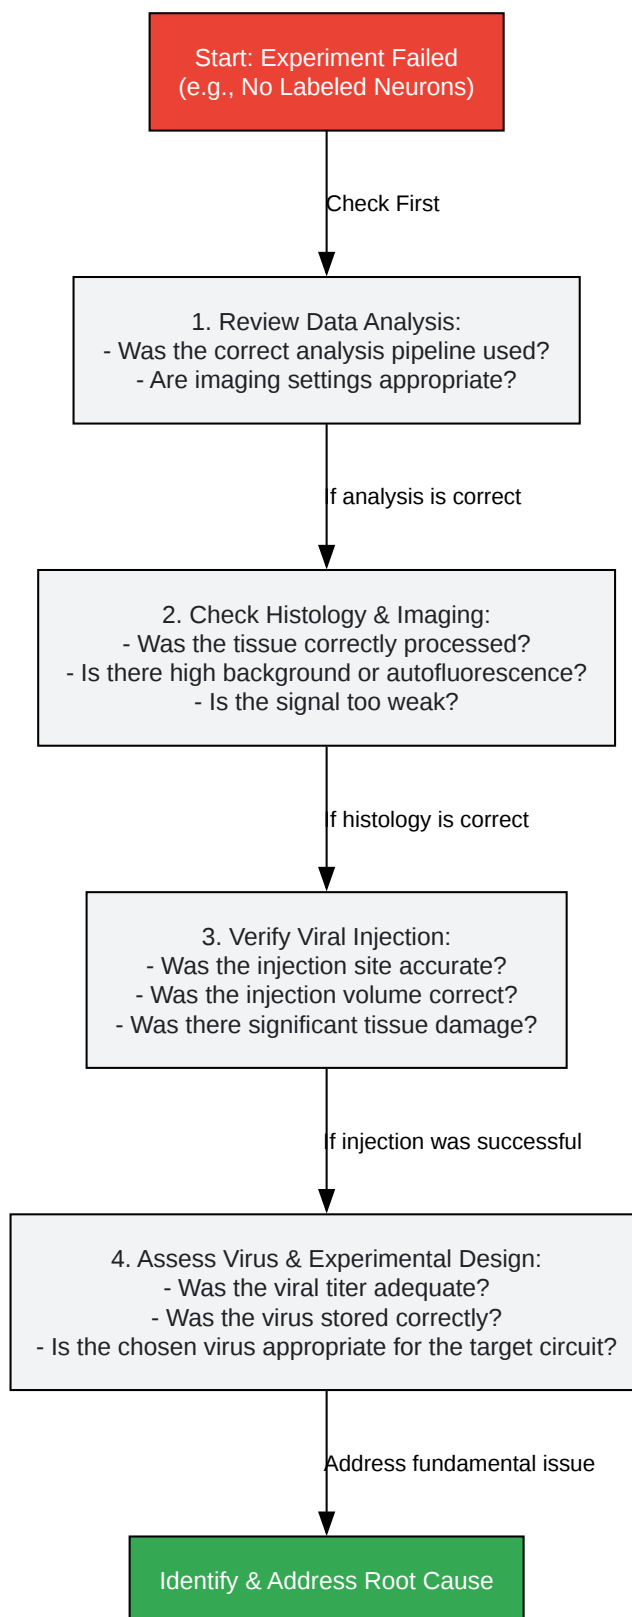 Start: Experiment Failed
(e.g., No Labeled Neurons)
Check First
1. Review Data Analysis:
- Was the correct analysis pipeline used?
- Are imaging settings appropriate?
If analysis is correct
2. Check Histology & Imaging:
- Was the tissue correctly processed?
- Is there high background or autofluorescence?
- Is the signal too weak?
If histology is correct
3. Verify Viral Injection:
- Was the injection site accurate?
- Was the injection volume correct?
- Was there significant tissue damage?
If injection was successful
4. Assess Virus & Experimental Design:
- Was the viral titer adequate?
- Was the virus stored correctly?
- Is the chosen virus appropriate for the target circuit?
Address fundamental issue
Identify & Address Root Cause